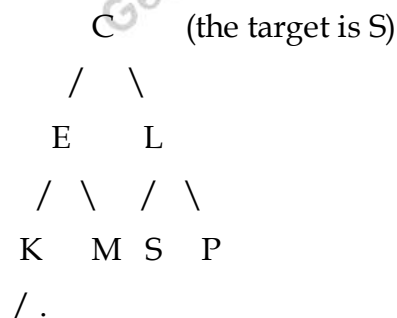 C (the target is S)
/ \
E L
/ \ / \
K M S P
/ .